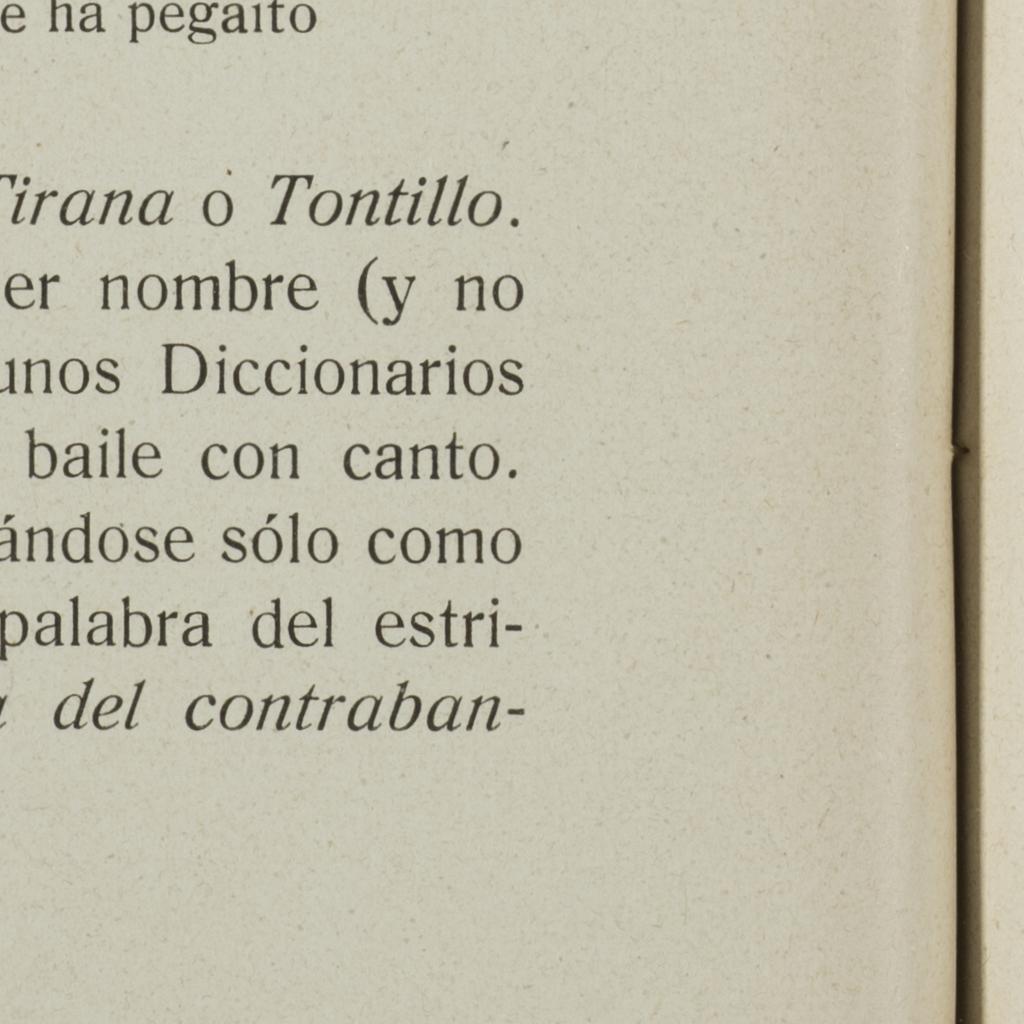 e ha pegaito
Tirana o Tontillo.
er nombre (y no
unos Diccionarios
baile con canto.
ándose sólo como
palabra del estri-
a del contraban-